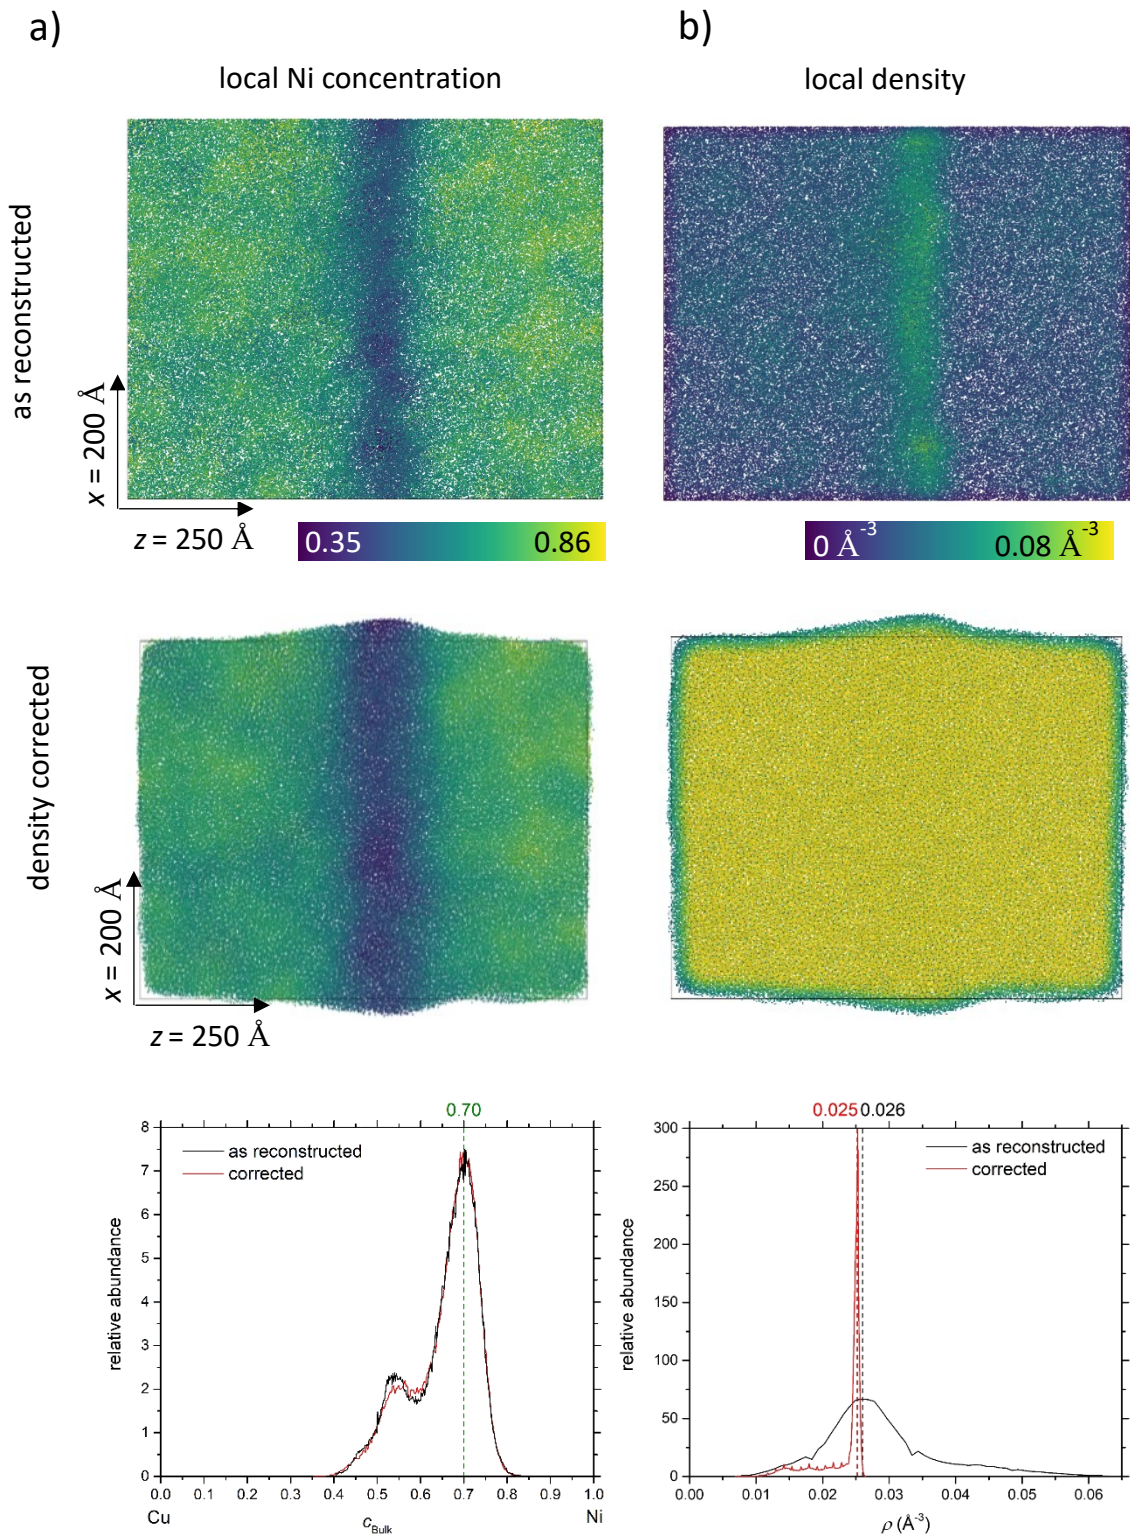 a)
b)
local Ni concentration
local density
as reconstructed
x = 200 Å
z = 250 Å
0.35
0.86
0 Å⁻³
0.08 Å⁻³
density corrected
x = 200 Å
z = 250 Å
0.70
as reconstructed
corrected
relative abundance
8
7
6
5
4
3
2
1
0
0.0 0.1 0.2 0.3 0.4 0.5 0.6 0.7 0.8 0.9 1.0
Cu
c_Bulk
Ni
0.025
0.026
as reconstructed
corrected
relative abundance
300
250
200
150
100
50
0
0.00 0.01 0.02 0.03 0.04 0.05 0.06
ρ (Å⁻³)